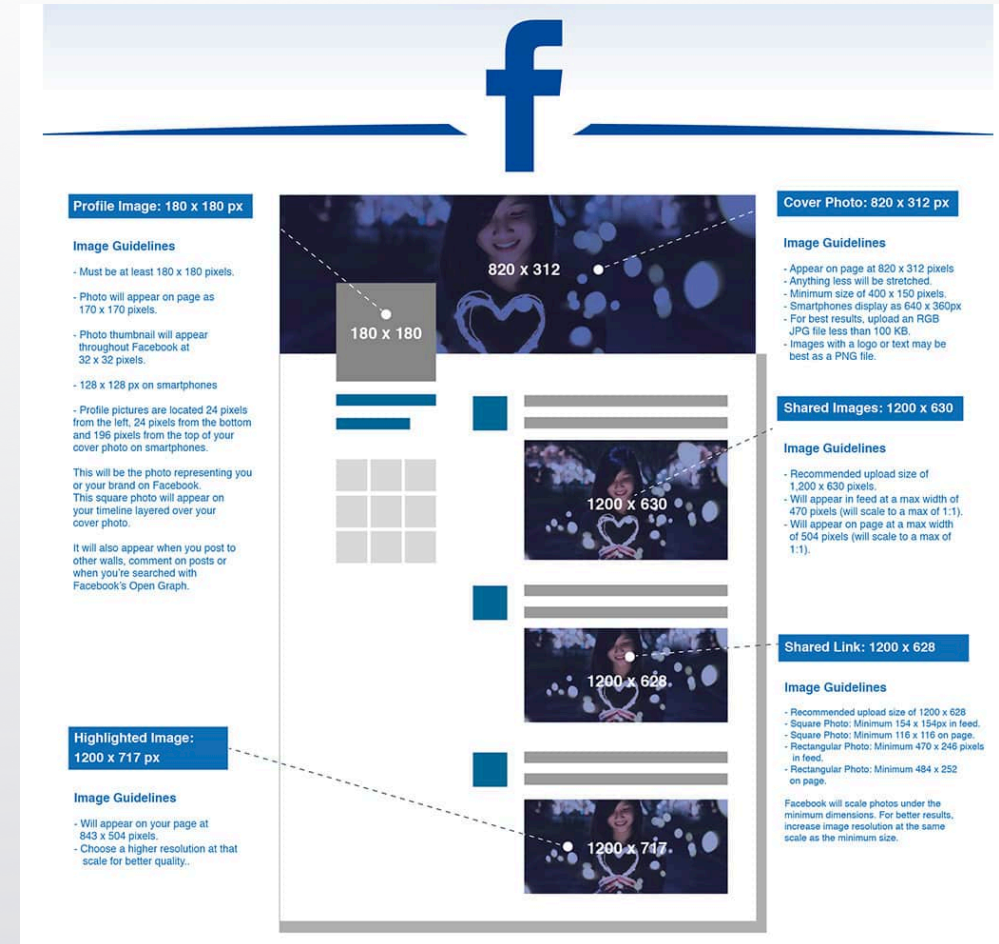 f
Profile Image: 180 x 180 px
Image Guidelines
- Must be at least 180 x 180 pixels.
- Photo will appear on page as
170 x 170 pixels.
- Photo thumbnail will appear
throughout Facebook at
32 x 32 pixels.
- 128 x 128 px on smartphones
- Profile pictures are located 24 pixels
from the left, 24 pixels from the bottom
and 196 pixels from the top of your
cover photo on smartphones.
This will be the photo representing you
or your brand on Facebook.
This square photo will appear on
your timeline layered over your
cover photo.
It will also appear when you post to
other walls, comment on posts or
when you're searched with
Facebook's Open Graph.
Highlighted Image:
1200 x 717 px
Image Guidelines
- Will appear on your page at
843 x 504 pixels.
- Choose a higher resolution at that
scale for better quality..
820 x 312
180 x 180
1200 x 630
1200 x 628
1200 x 717
Cover Photo: 820 x 312 px
Image Guidelines
- Appear on page at 820 x 312 pixels
- Anything less will be stretched.
- Minimum size of 400 x 150 pixels.
- Smartphones display as 640 x 360px
- For best results, upload an RGB
JPG file less than 100 KB.
- Images with a logo or text may be
best as a PNG file.
Shared Images: 1200 x 630
Image Guidelines
- Recommended upload size of
1,200 x 630 pixels.
- Will appear in feed at a max width of
470 pixels (will scale to a max of 1:1).
- Will appear on page at a max width
of 504 pixels (will scale to a max of
1:1).
Shared Link: 1200 x 628
Image Guidelines
- Recommended upload size of 1200 x 628
- Square Photo: Minimum 154 x 154px in feed.
- Square Photo: Minimum 116 x 116 on page.
- Rectangular Photo: Minimum 470 x 246 pixels
in feed.
- Rectangular Photo: Minimum 484 x 252
on page.
Facebook will scale photos under the
minimum dimensions. For better results,
increase image resolution at the same
scale as the minimum size.